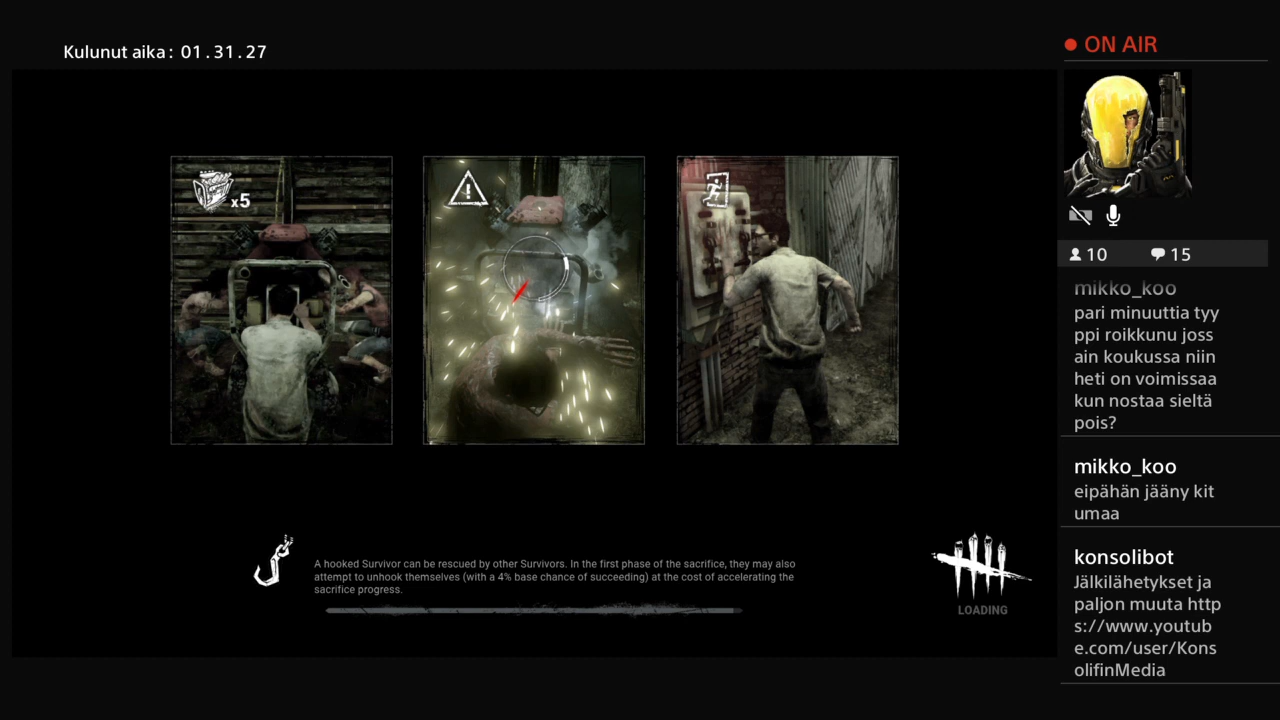 Kulunut aika: 01.31.27
ON AIR
x5
10
15
mikko_koo
pari minuuttia tyy
ppi roikkunu joss
ain koukussa niin
heti on voimissaa
kun nostaa sieltä
pois?
mikko_koo
eipähän jääny kit
umaa
konsolibot
Jälkilähetykset ja
paljon muuta http
s://www.youtub
e.com/user/Kons
olifinMedia
A hooked Survivor can be rescued by other Survivors. In the first phase of the sacrifice, they may also
attempt to unhook themselves (with a 4% base chance of succeeding) at the cost of accelerating the
sacrifice progress.
LOADING